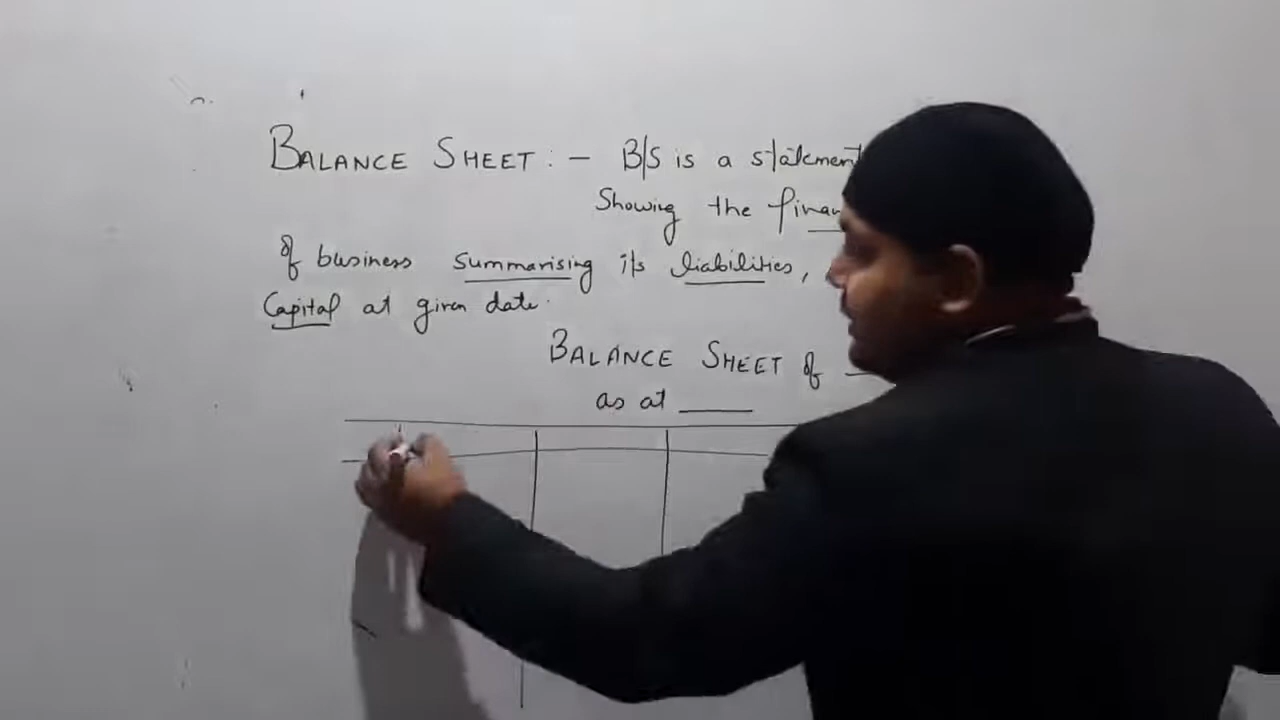 BALANCE SHEET : - B/S is a statement
Showing the
of business summarising its liabilities,
Capital at given date.
BALANCE SHEET of
as at